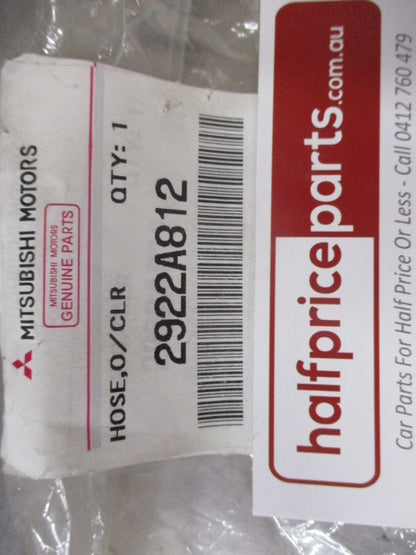 MITSUBISHI MOTORS
MITSUBISHI MOTORS
GENUINE PARTS
HOSE,O/CLR QTY: 1
2922A812
halfpriceparts.com.au
Car Parts For Half Price Or Less - Call 0412 760 479